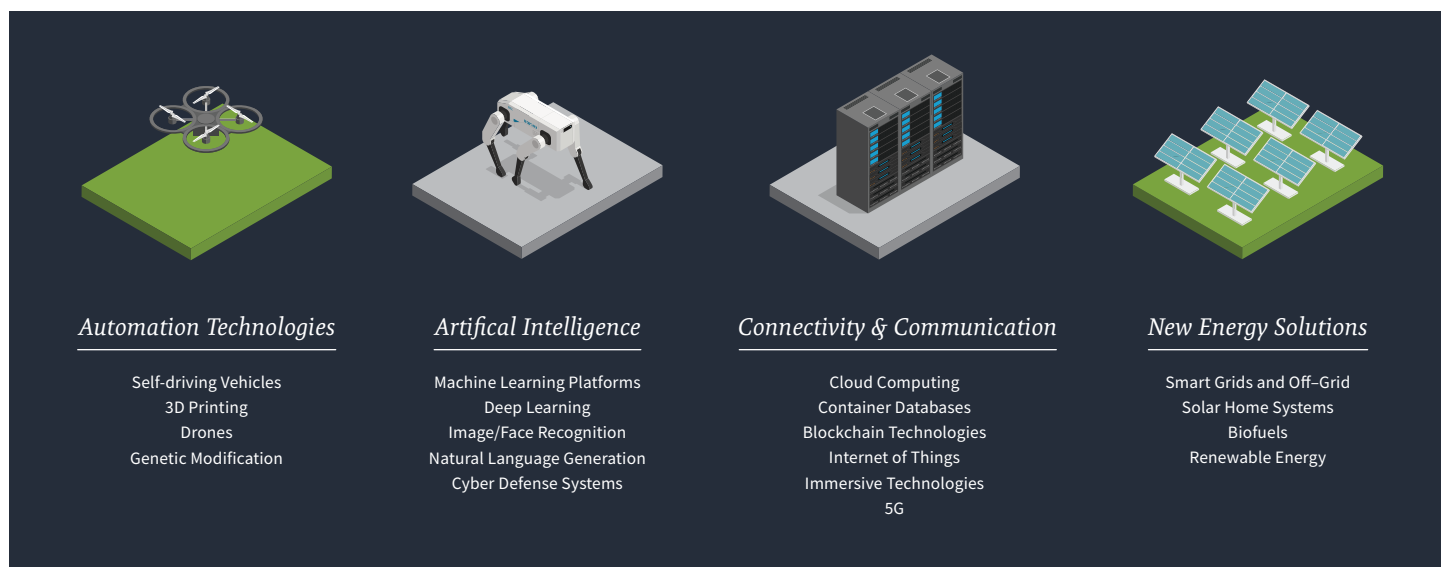 Automation Technologies
Self-driving Vehicles
3D Printing
Drones
Genetic Modification
Artifical Intelligence
Machine Learning Platforms
Deep Learning
Image/Face Recognition
Natural Language Generation
Cyber Defense Systems
Connectivity & Communication
Cloud Computing
Container Databases
Blockchain Technologies
Internet of Things
Immersive Technologies
5G
New Energy Solutions
Smart Grids and Off–Grid
Solar Home Systems
Biofuels
Renewable Energy